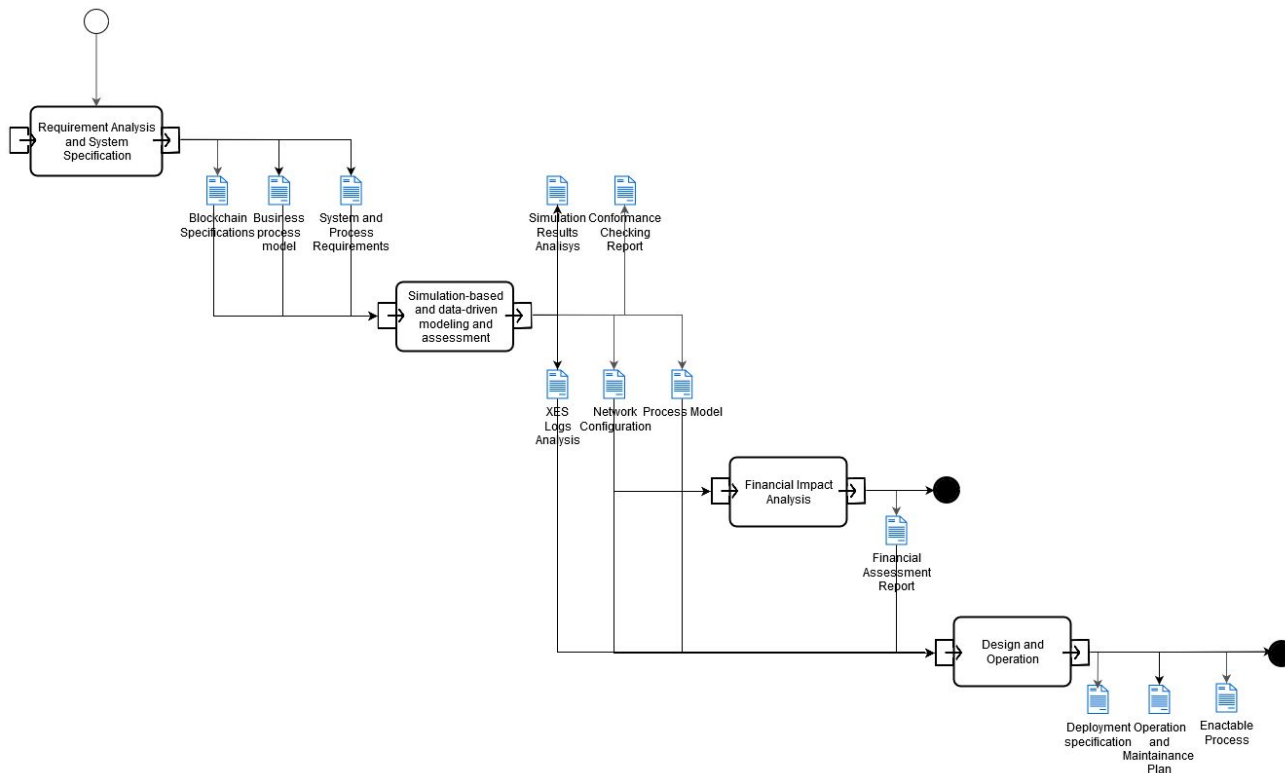 Requirement Analysis
and System
Specification
Blockchain
Specifications
Business
process
model
System and
Process
Requirements
Simulation
Results
Analisys
Conformance
Checking
Report
Simulation-based
and data-driven
modeling and
assessment
XES
Logs
Analysis
Network
Configuration
Process Model
Financial Impact
Analysis
Financial
Assessment
Report
Design and
Operation
Deployment
specification
Operation
and
Maintainance
Plan
Enactable
Process